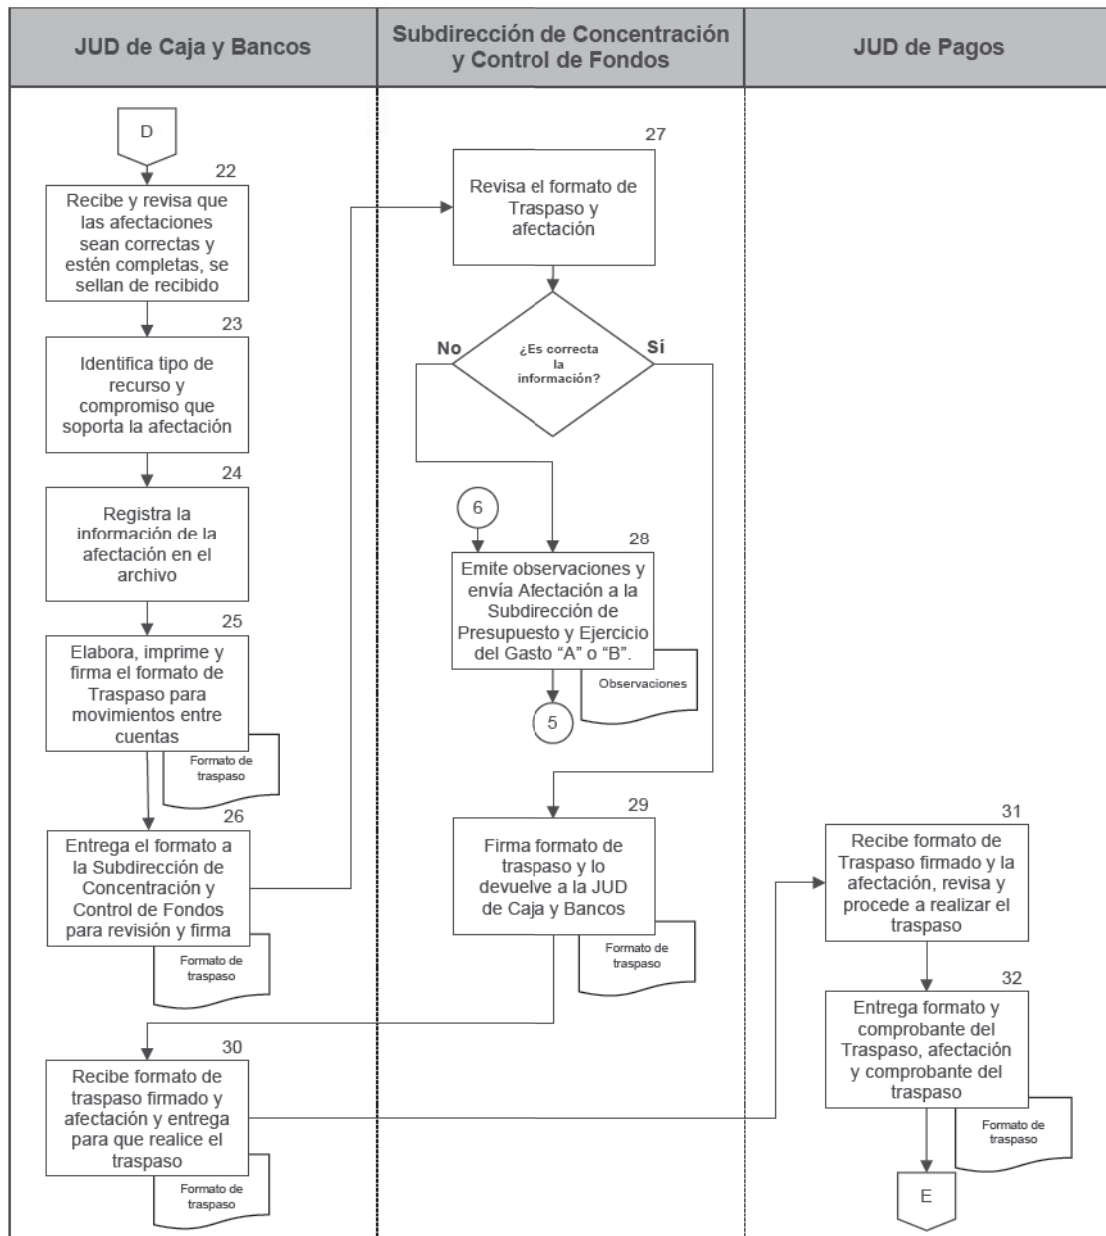 JUD de Caja y Bancos
Subdirección de Concentración
y Control de Fondos
JUD de Pagos
D
22
Recibe y revisa que
las afectaciones
sean correctas y
estén completas, se
sellan de recibido
23
Identifica tipo de
recurso y
compromiso que
soporta la afectación
24
Registra la
información de la
afectación en el
archivo
25
Elabora, imprime y
firma el formato de
Traspaso para
movimientos entre
cuentas
Formato de
traspaso
26
Entrega el formato a
la Subdirección de
Concentración y
Control de Fondos
para revisión y firma
Formato de
traspaso
27
Revisa el formato de
Traspaso y
afectación
No
¿Es correcta
la
información?
Sí
6
28
Emite observaciones y
envía Afectación a la
Subdirección de
Presupuesto y Ejercicio
del Gasto “A” o “B”.
Observaciones
5
29
Firma formato de
traspaso y lo
devuelve a la JUD
de Caja y Bancos
Formato de
traspaso
30
Recibe formato de
traspaso firmado y
afectación y entrega
para que realice el
traspaso
Formato de
traspaso
31
Recibe formato de
Traspaso firmado y la
afectación, revisa y
procede a realizar el
traspaso
32
Entrega formato y
comprobante del
Traspaso, afectación
y comprobante del
traspaso
Formato de
traspaso
E